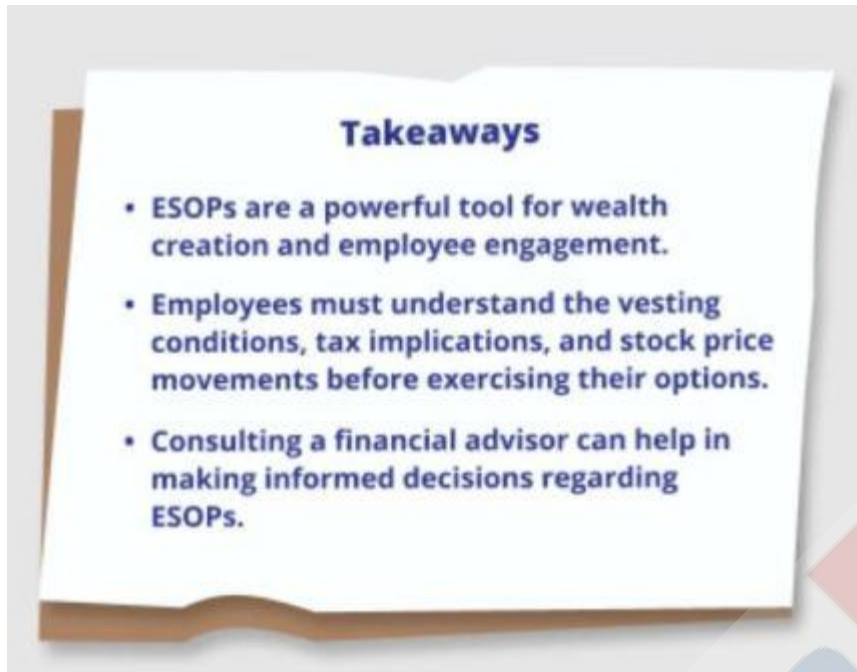 Takeaways
• ESOPs are a powerful tool for wealth
creation and employee engagement.
• Employees must understand the vesting
conditions, tax implications, and stock price
movements before exercising their options.
• Consulting a financial advisor can help in
making informed decisions regarding
ESOPs.